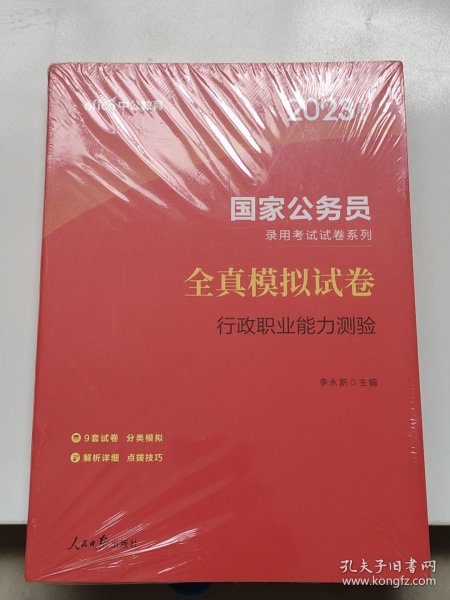 中公教育
2023
国家公务员
录用考试试卷系列
全真模拟试卷
行政职业能力测验
李永新◎主编
9套试卷 分类模拟
解析详细 点拨技巧
人民日报出版社
孔夫子旧书网
www.kongfz.com